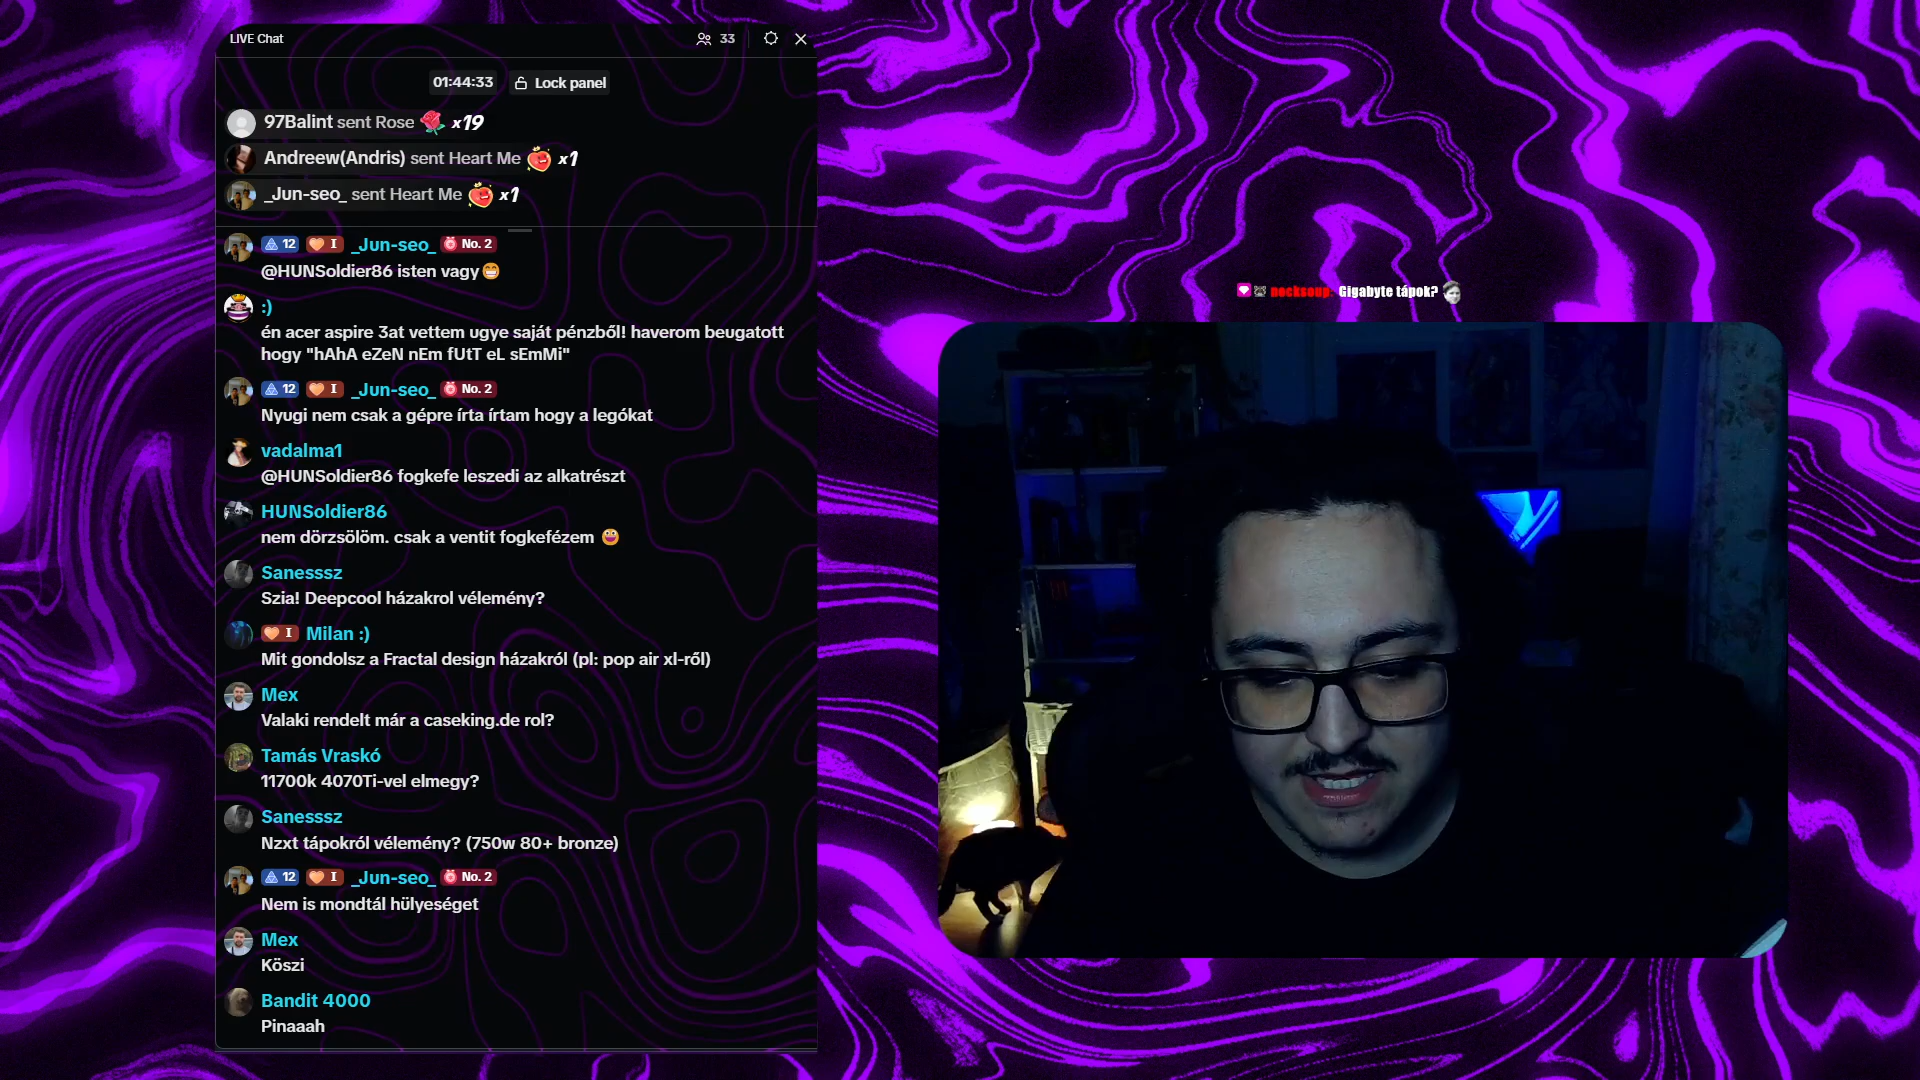 LIVE Chat
33
01:44:33
Lock panel
97Balint sent Rose x19
Andreew(Andris) sent Heart Me x1
_Jun-seo_ sent Heart Me x1
12 I _Jun-seo_ No. 2
@HUNSoldier86 isten vagy😁
:)
én acer aspire 3at vettem ugye saját pénzből! haverom beugatott
hogy "hAhA eZeN nEm fUtT eL sEmMi"
12 I _Jun-seo_ No. 2
Nyugi nem csak a gépre írta írtam hogy a legókat
vadalma1
@HUNSoldier86 fogkefe leszedi az alkatrészt
HUNSoldier86
nem dörzsölöm. csak a ventit fogkefézem
Sanesssz
Szia! Deepcool házakrol vélemény?
I Milan :)
Mit gondolsz a Fractal design házakról (pl: pop air xl-ről)
Mex
Valaki rendelt már a caseking.de rol?
Tamás Vraskó
11700k 4070Ti-vel elmegy?
Sanesssz
Nzxt tápokról vélemény? (750w 80+ bronze)
12 I _Jun-seo_ No. 2
Nem is mondtál hülyeséget
Mex
Köszi
Bandit 4000
Pinaaah
nocksoup: Gigabyte tápok?